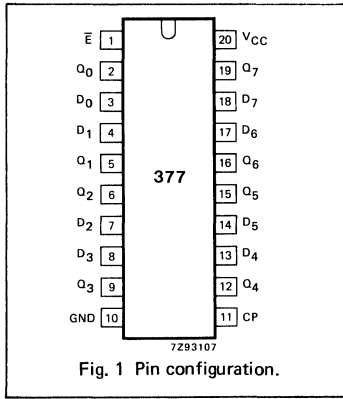 E̅ 1 20 VCC
Q0 2 19 Q7
D0 3 18 D7
D1 4 17 D6
Q1 5 16 Q6
377
Q2 6 15 Q5
D2 7 14 D5
D3 8 13 D4
Q3 9 12 Q4
GND 10 11 CP
7Z93107
Fig. 1 Pin configuration.